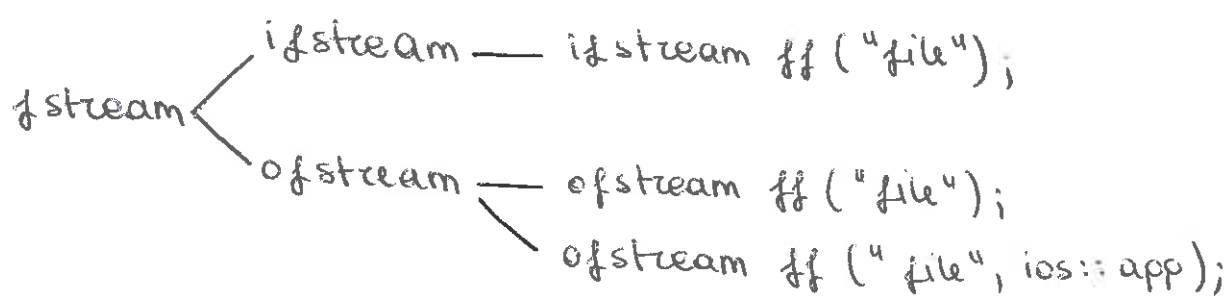 ifstream — ifstream ff ("file");
fstream
ofstream — ofstream ff ("file");
ofstream ff ("file", ios::app);